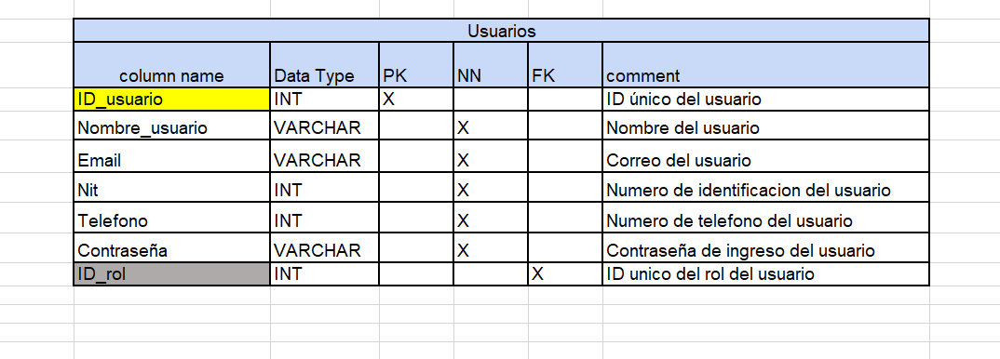 Usuarios
column name Data Type PK NN FK comment
ID_usuario INT X ID único del usuario
Nombre_usuario VARCHAR X Nombre del usuario
Email VARCHAR X Correo del usuario
Nit INT X Numero de identificacion del usuario
Telefono INT X Numero de telefono del usuario
Contraseña VARCHAR X Contraseña de ingreso del usuario
ID_rol INT X ID unico del rol del usuario